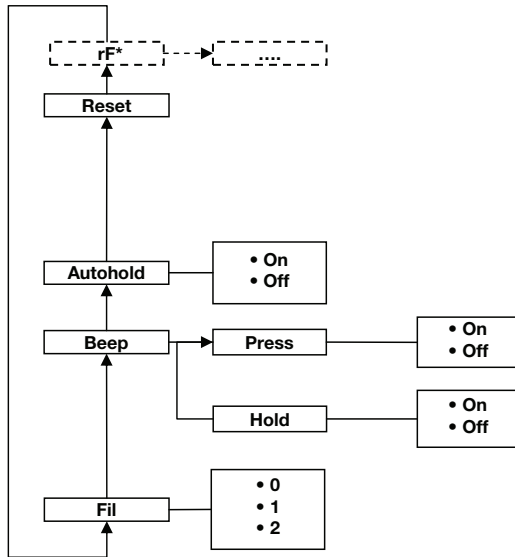 rF*
....
Reset
Autohold
• On
• Off
Beep
Press
• On
• Off
Hold
• On
• Off
Fil
• 0
• 1
• 2